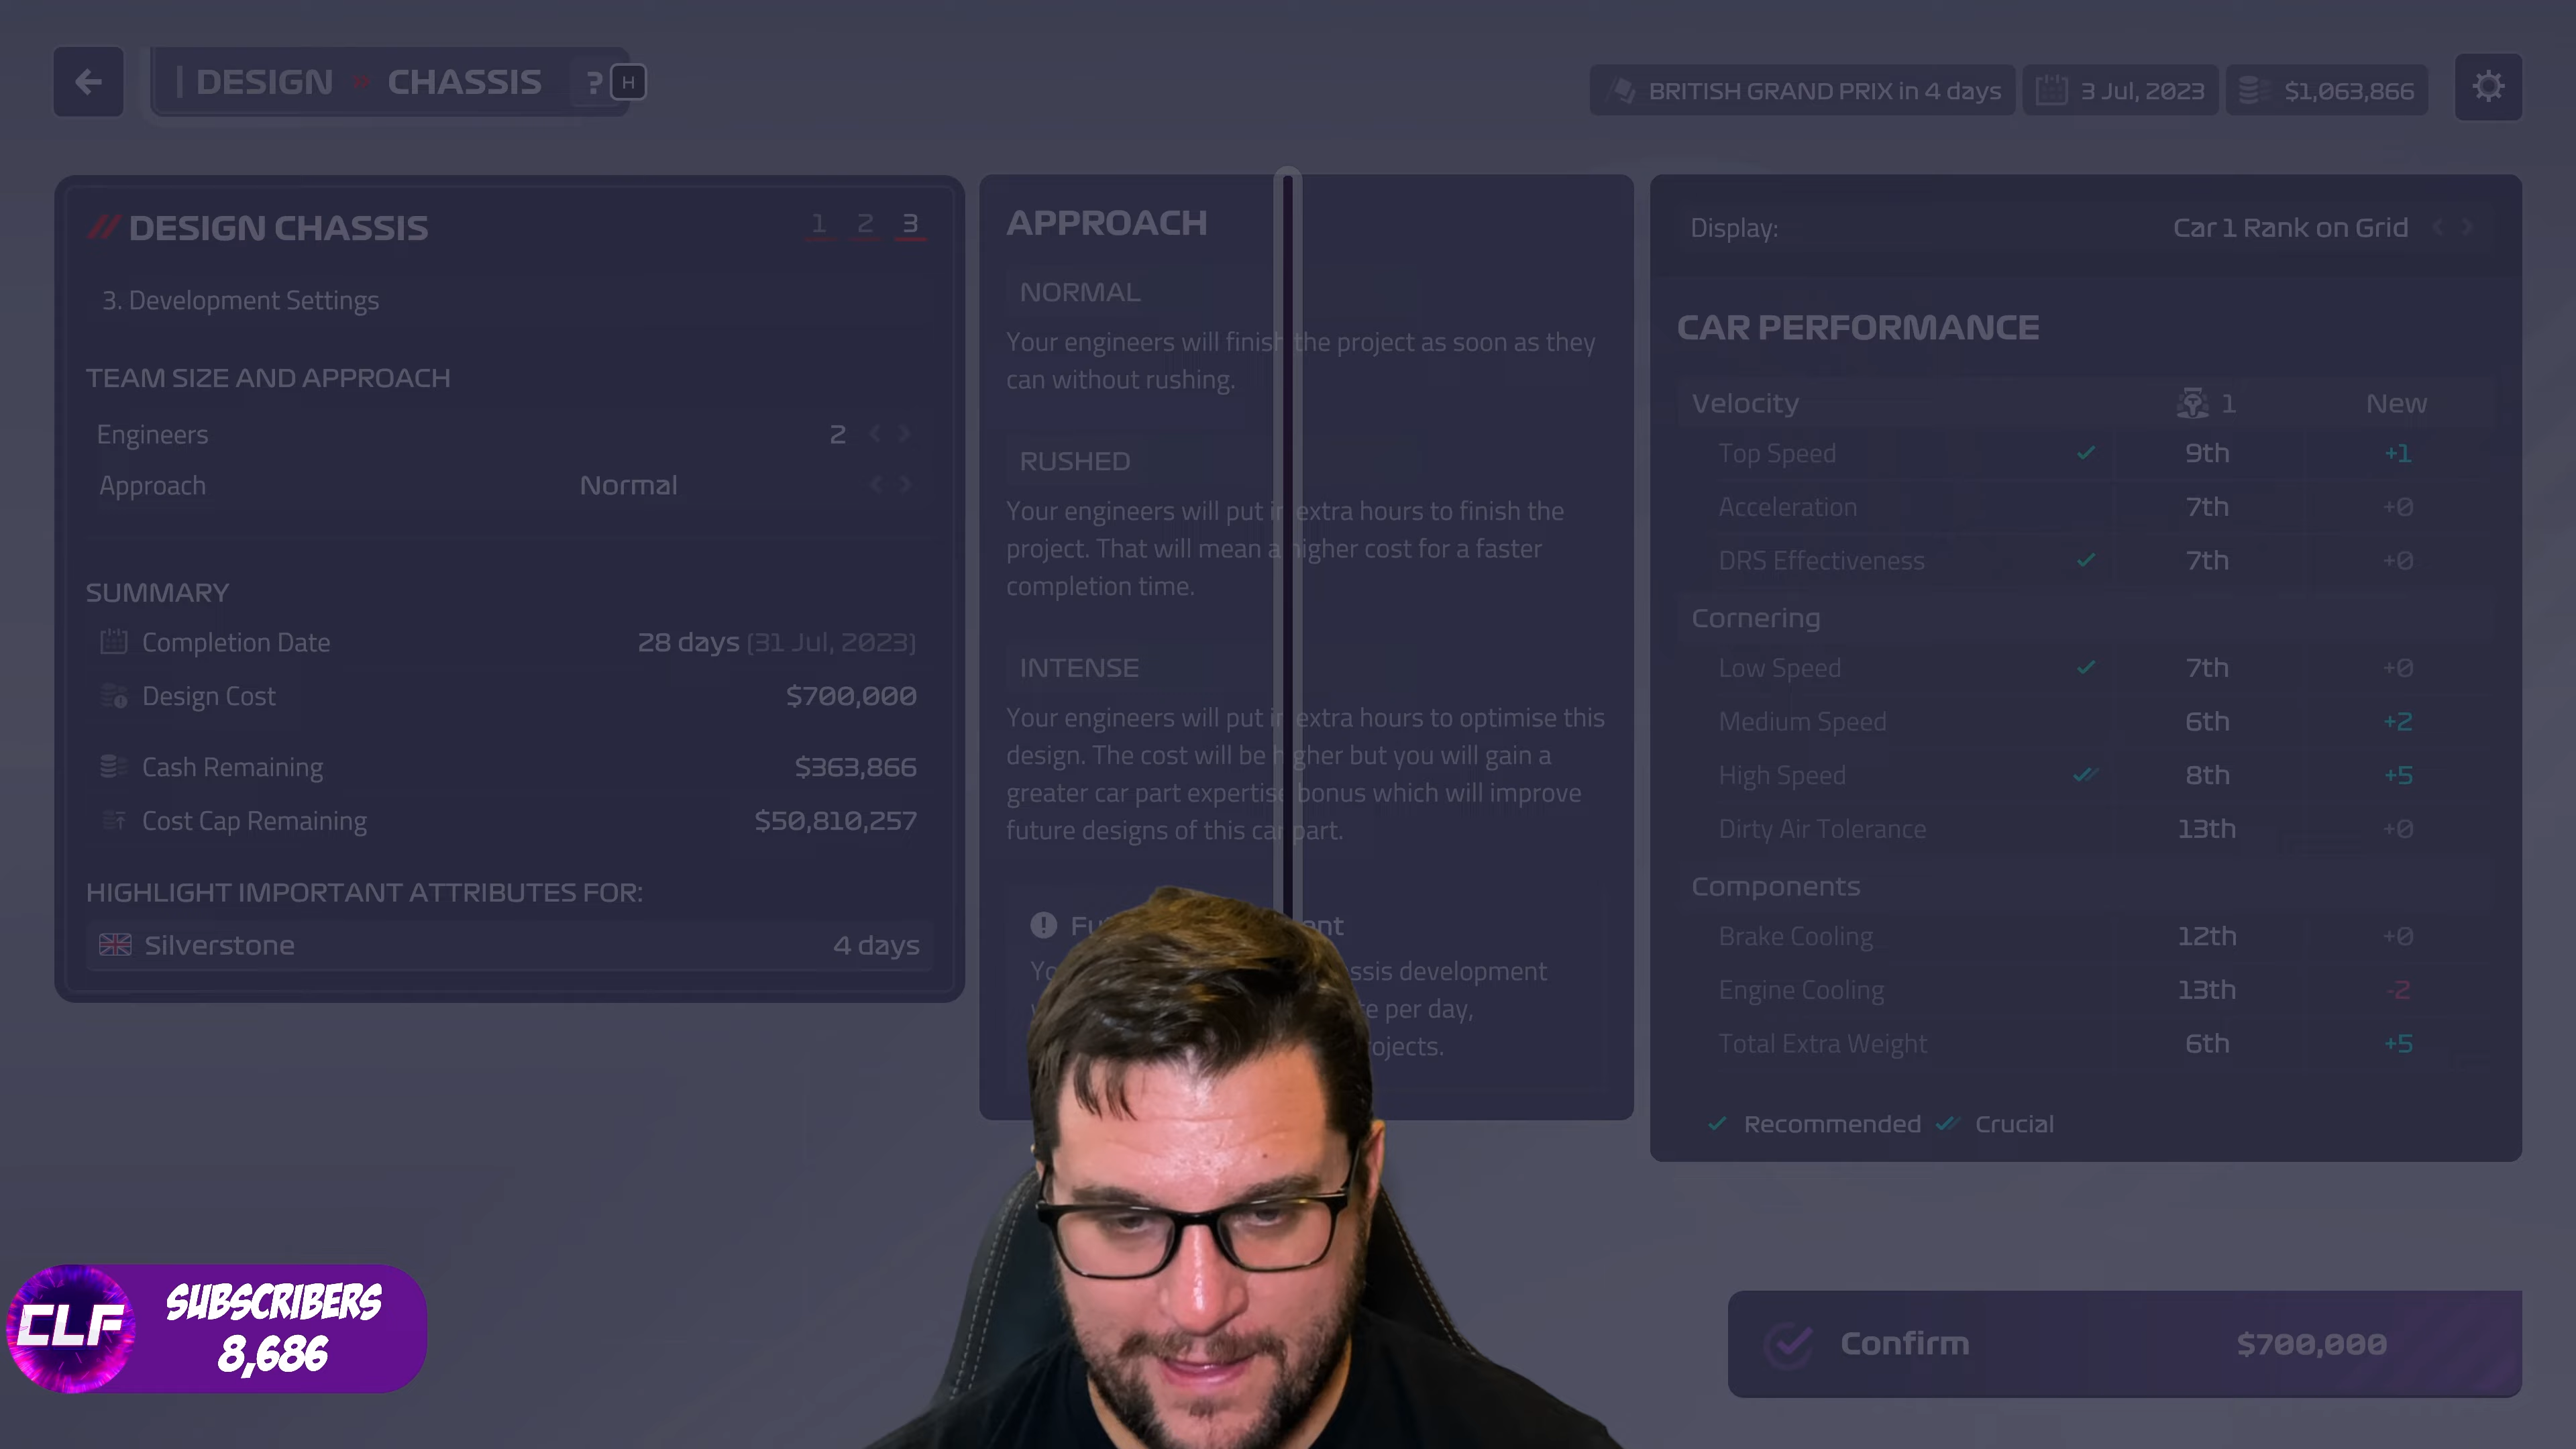 DESIGN » CHASSIS ? H
BRITISH GRAND PRIX in 4 days
3 Jul, 2023
$1,063,866
DESIGN CHASSIS
1 2 3
3. Development Settings
TEAM SIZE AND APPROACH
Engineers 2
Approach Normal
SUMMARY
Completion Date 28 days (31 Jul, 2023)
Design Cost $700,000
Cash Remaining $363,866
Cost Cap Remaining $50,810,257
HIGHLIGHT IMPORTANT ATTRIBUTES FOR:
Silverstone 4 days
APPROACH
NORMAL
Your engineers will finish the project as soon as they
can without rushing.
RUSHED
Your engineers will put in extra hours to finish the
project. That will mean a higher cost for a faster
completion time.
INTENSE
Your engineers will put in extra hours to optimise this
design. The cost will be higher but you will gain a
greater car part expertise bonus which will improve
future designs of this car part.
development
per day,
Display: Car 1 Rank on Grid
CAR PERFORMANCE
Velocity 1 New
Top Speed 9th +1
Acceleration 7th +0
DRS Effectiveness 7th +0
Cornering
Low Speed 7th +0
Medium Speed 6th +2
High Speed 8th +5
Dirty Air Tolerance 13th +0
Components
Brake Cooling 12th +0
Engine Cooling 13th -2
Total Extra Weight 6th +5
Recommended Crucial
CLF
SUBSCRIBERS
8,686
Confirm $700,000